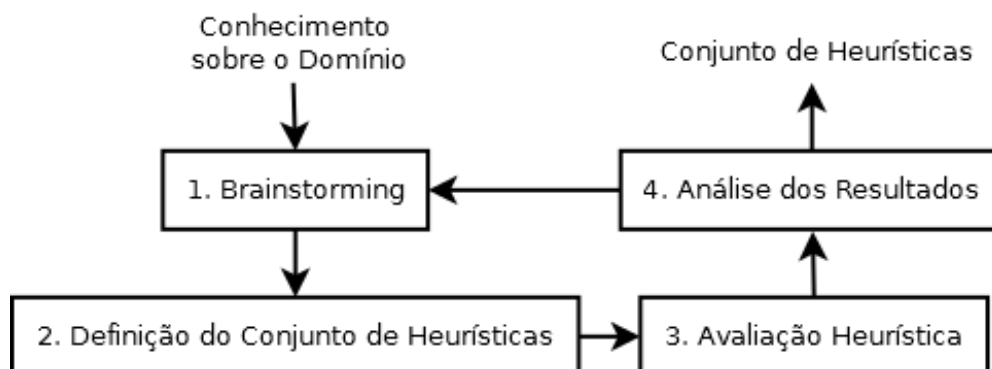 Conhecimento
sobre o Domínio
Conjunto de Heurísticas
1. Brainstorming
4. Análise dos Resultados
2. Definição do Conjunto de Heurísticas
3. Avaliação Heurística